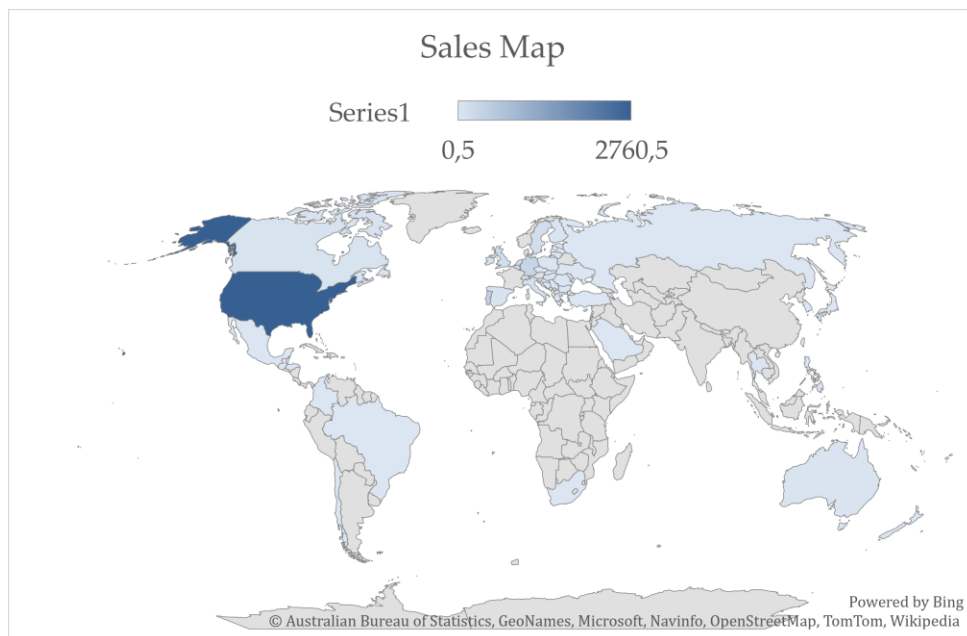 Sales Map
Series1
0,5 2760,5
Powered by Bing
© Australian Bureau of Statistics, GeoNames, Microsoft, Navinfo, OpenStreetMap, TomTom, Wikipedia